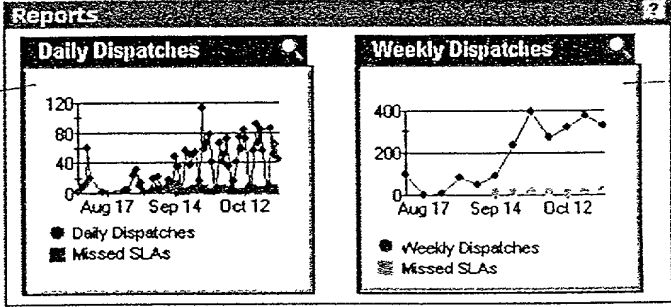 Reports ?
Daily Dispatches
120
80
40
0
Aug 17 Sep 14 Oct 12
Daily Dispatches
Missed SLAs
Weekly Dispatches
400
200
0
Aug 17 Sep 14 Oct 12
Weekly Dispatches
Missed SLAs